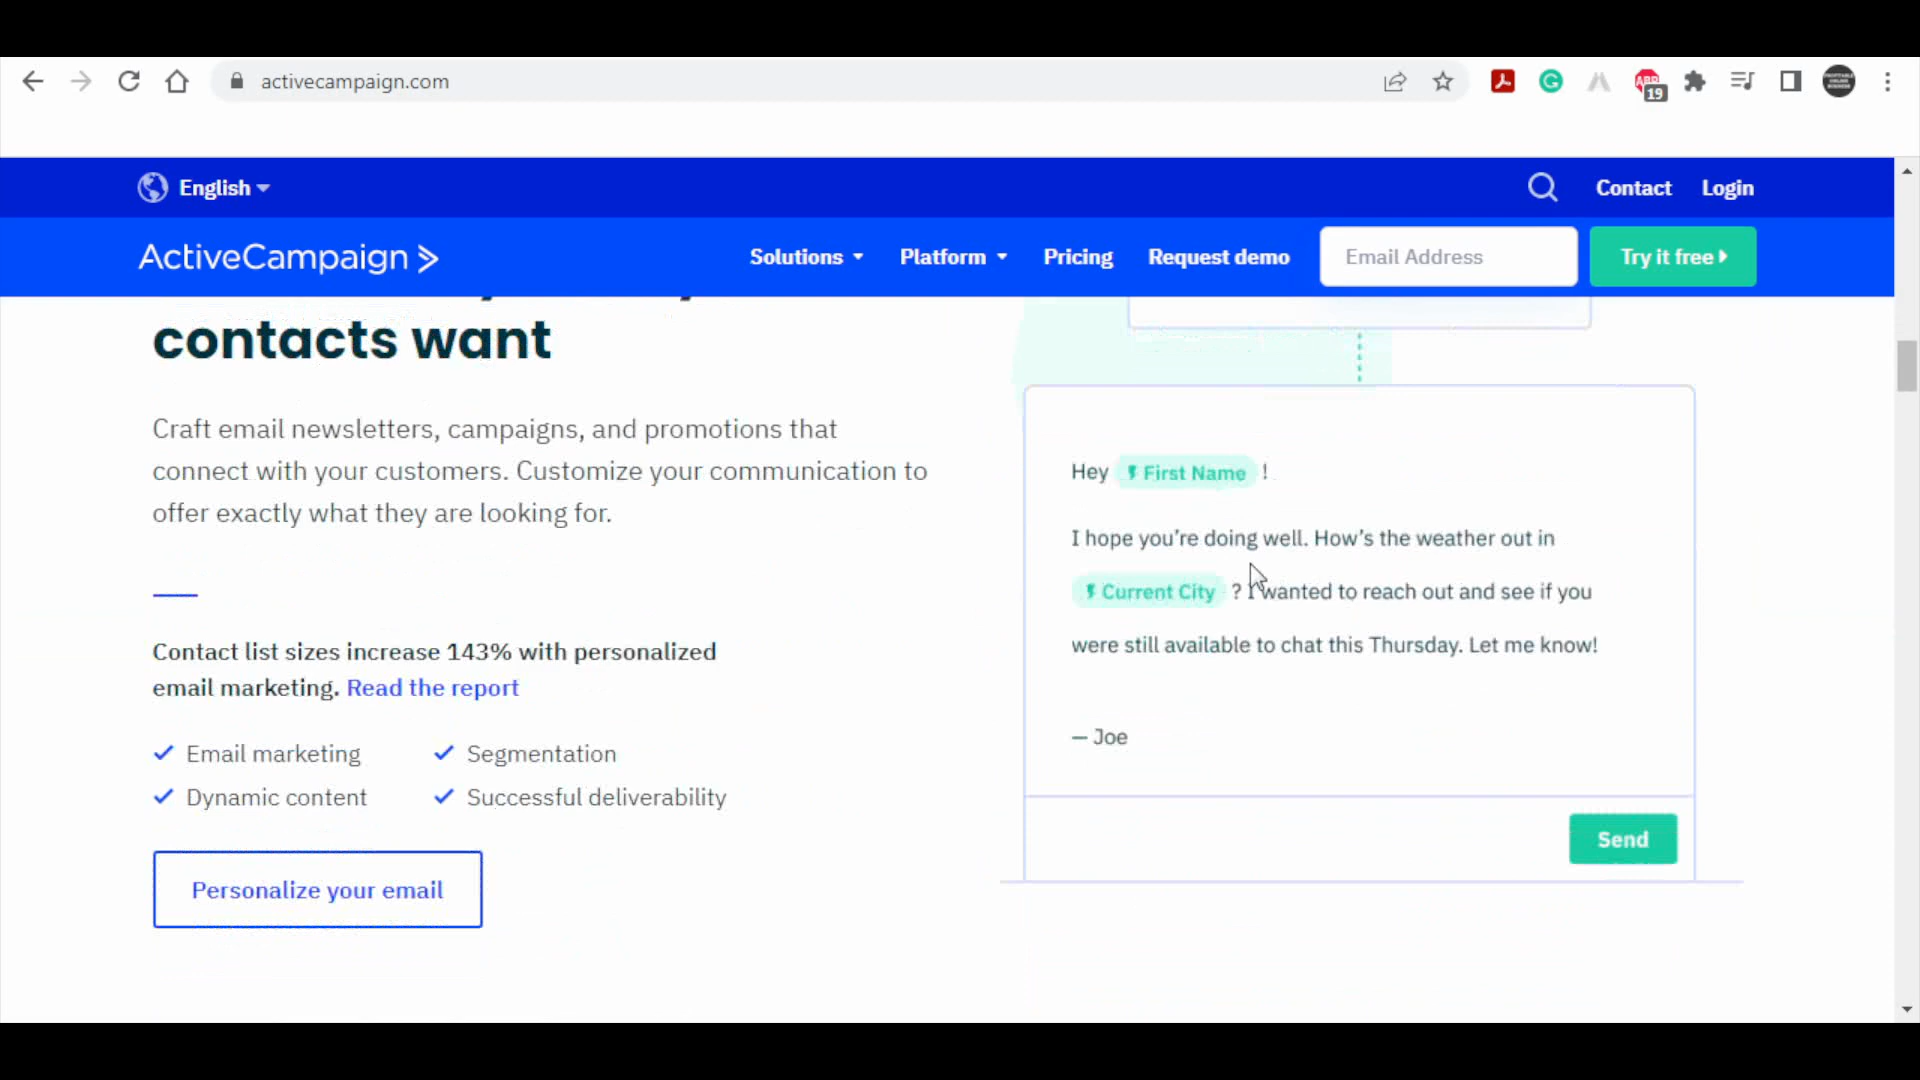 activecampaign.com
19
English
Contact
Login
ActiveCampaign
Solutions
Platform
Pricing
Request demo
Email Address
Try it free
contacts want
Craft email newsletters, campaigns, and promotions that
connect with your customers. Customize your communication to
offer exactly what they are looking for.
Contact list sizes increase 143% with personalized
email marketing. Read the report
Email marketing
Segmentation
Dynamic content
Successful deliverability
Personalize your email
Hey First Name !
I hope you’re doing well. How’s the weather out in
Current City ? I wanted to reach out and see if you
were still available to chat this Thursday. Let me know!
— Joe
Send